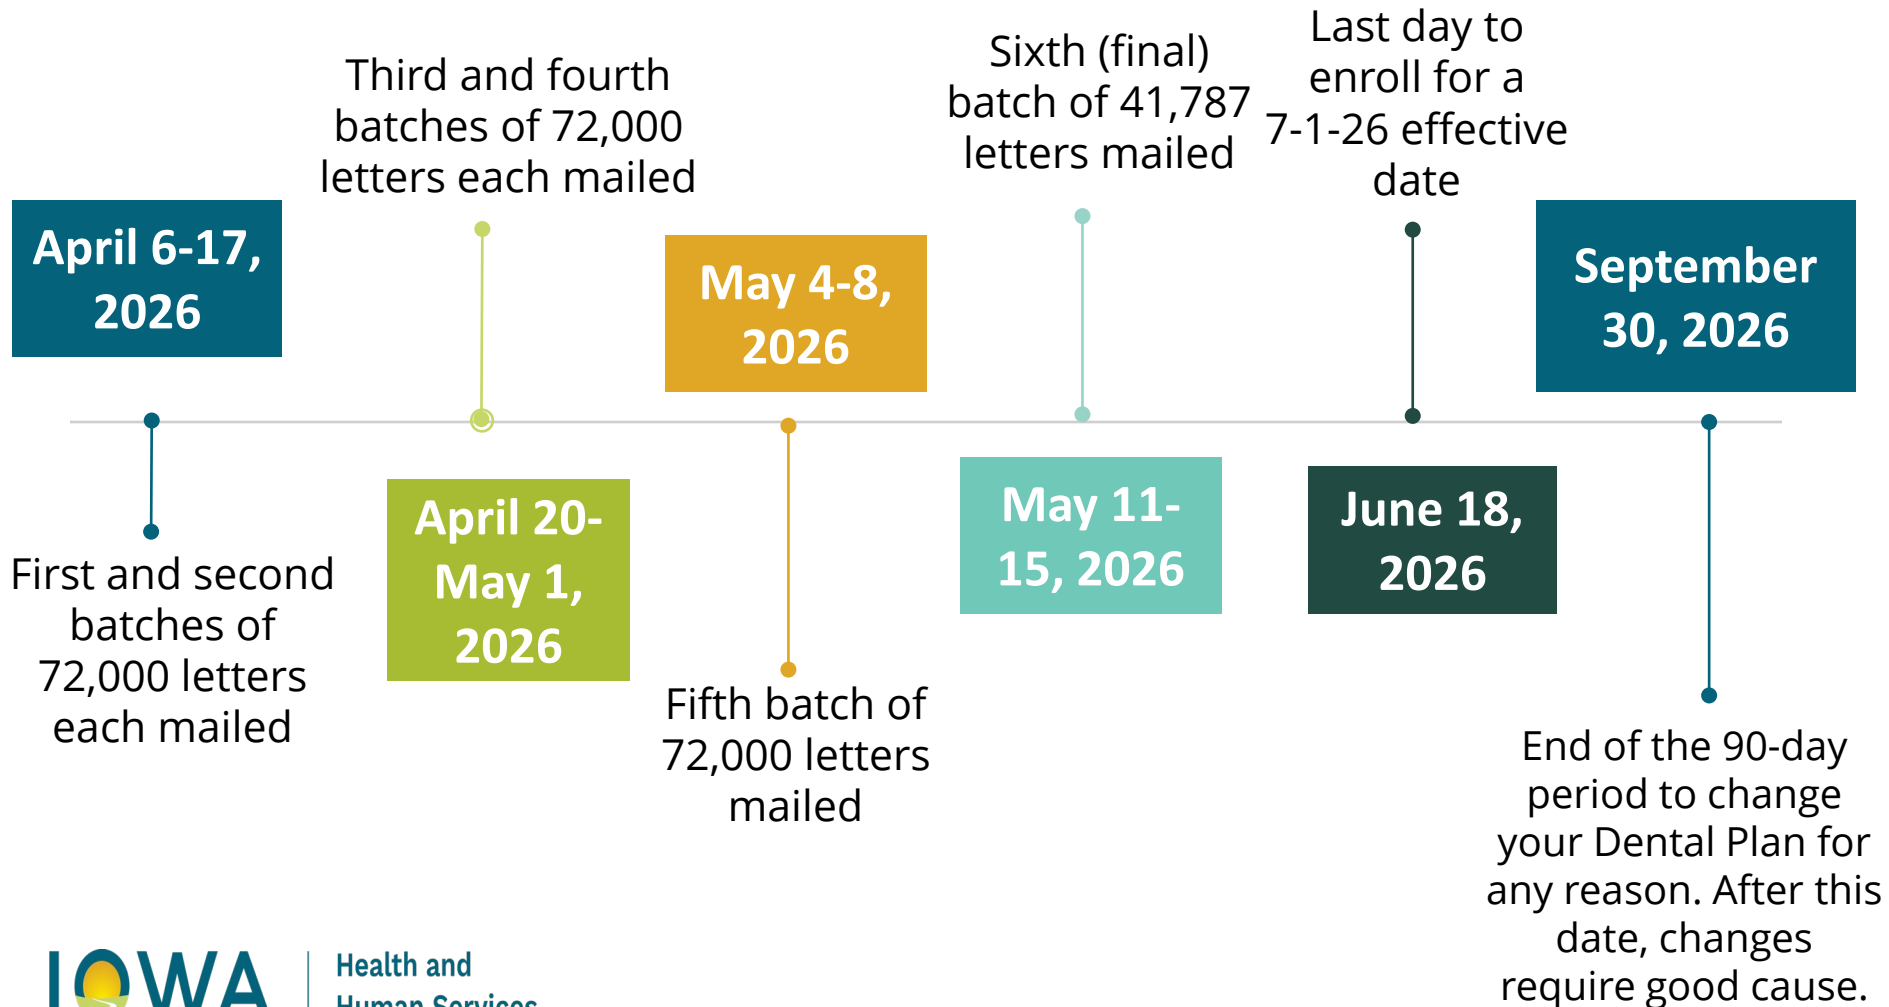 April 6-17,
2026
First and second
batches of
72,000 letters
each mailed
Third and fourth
batches of 72,000
letters each mailed
April 20-
May 1,
2026
May 4-8,
2026
Fifth batch of
72,000 letters
mailed
Sixth (final)
batch of 41,787
letters mailed
May 11-
15, 2026
Last day to
enroll for a
7-1-26 effective
date
June 18,
2026
September
30, 2026
End of the 90-day
period to change
your Dental Plan for
any reason. After this
date, changes
require good cause.
IOWA
Health and
Human Services